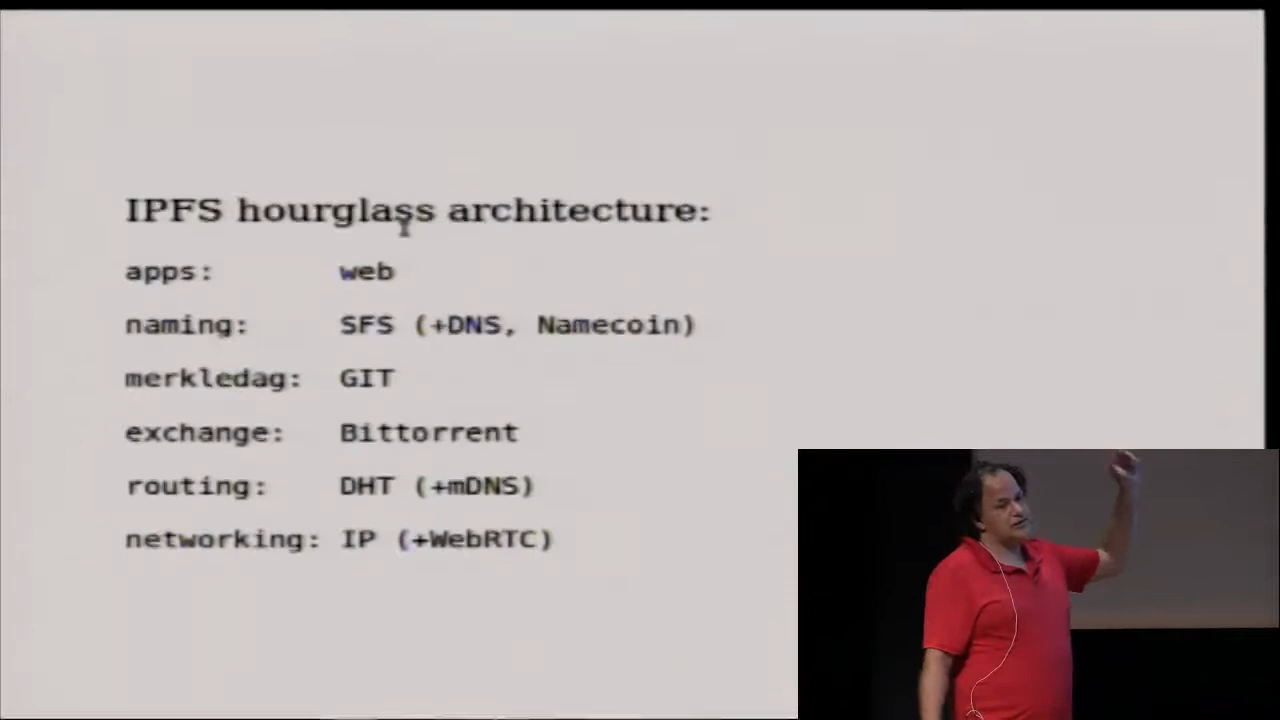 IPFS hourglass architecture:
apps: web
naming: SFS (+DNS, Namecoin)
merkledag: GIT
exchange: Bittorrent
routing: DHT (+mDNS)
networking: IP (+WebRTC)